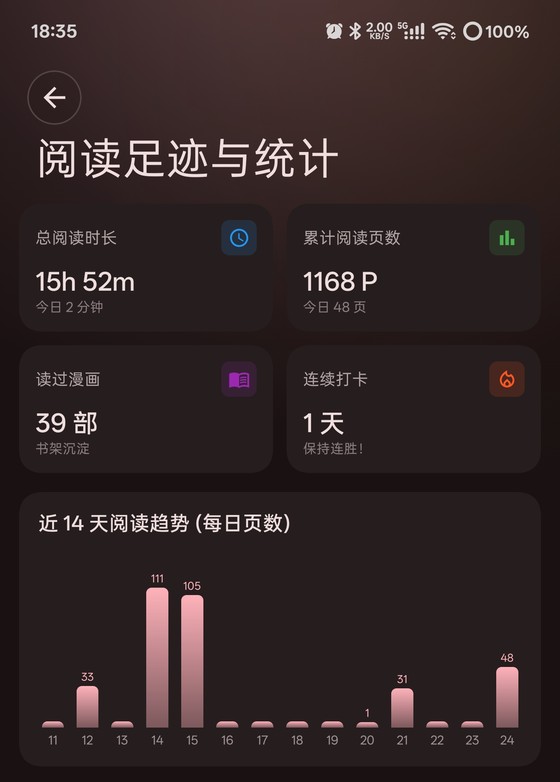 18:35 2.00 KB/S 5G 100%
阅读足迹与统计
总阅读时长
15h 52m
今日 2 分钟
累计阅读页数
1168 P
今日 48 页
读过漫画
39 部
书架沉淀
连续打卡
1 天
保持连胜!
近 14 天阅读趋势 (每日页数)
33 111 105 1 31 48
11 12 13 14 15 16 17 18 19 20 21 22 23 24